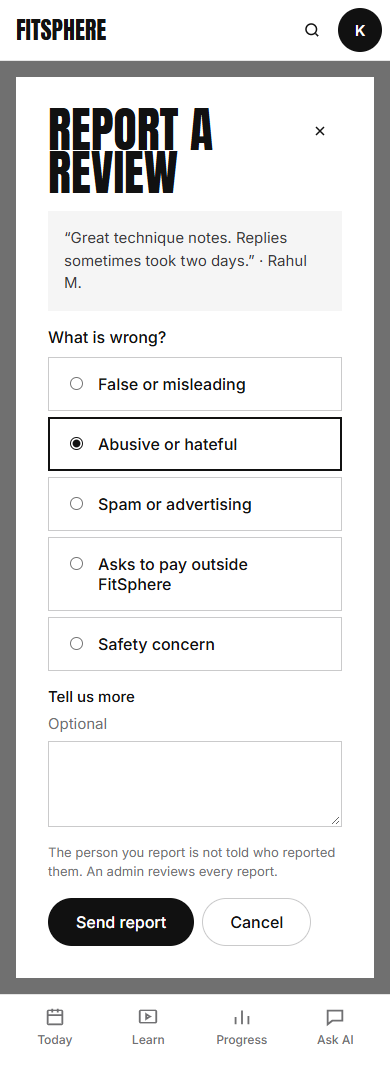 FITSPHERE
K
REPORT A
REVIEW
“Great technique notes. Replies
sometimes took two days.” · Rahul
M.
What is wrong?
False or misleading
Abusive or hateful
Spam or advertising
Asks to pay outside
FitSphere
Safety concern
Tell us more
Optional
The person you report is not told who reported
them. An admin reviews every report.
Send report
Cancel
Today
Learn
Progress
Ask AI